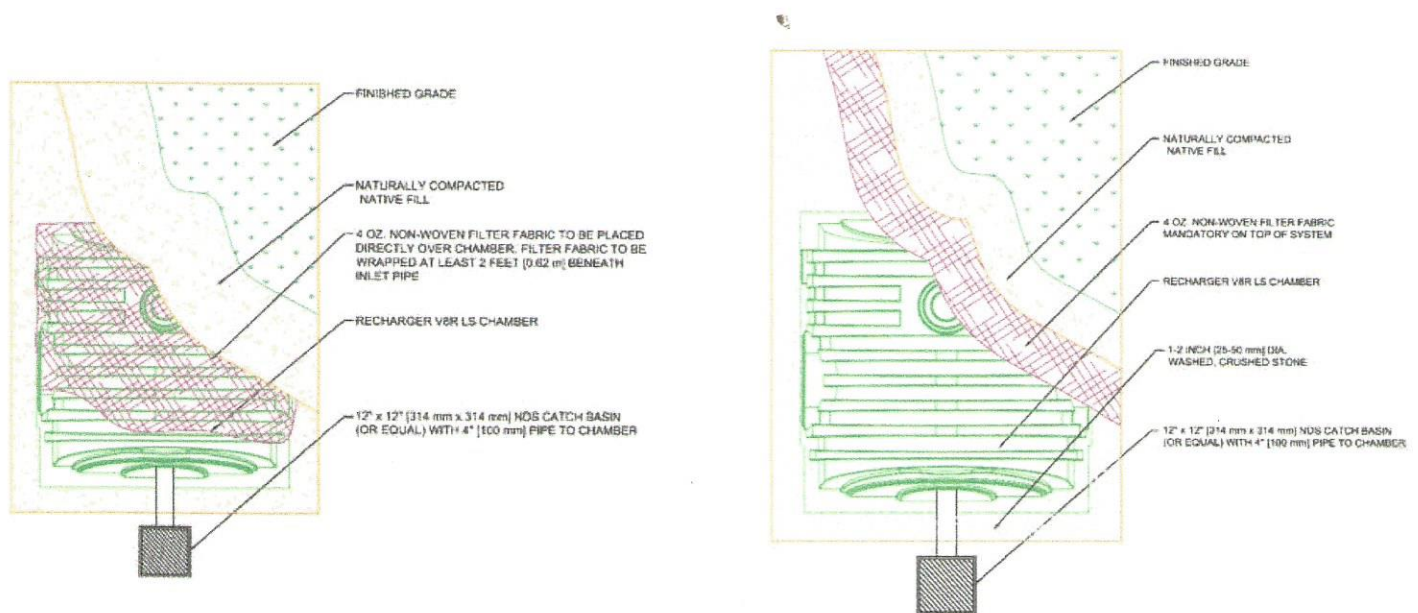 FINISHED GRADE
NATURALLY COMPACTED
NATIVE FILL
4 OZ. NON-WOVEN FILTER FABRIC TO BE PLACED
DIRECTLY OVER CHAMBER. FILTER FABRIC TO BE
WRAPPED AT LEAST 2 FEET [0.62 m] BENEATH
INLET PIPE
RECHARGER V8R LS CHAMBER
12" x 12" [314 mm x 314 mm] NDS CATCH BASIN
(OR EQUAL) WITH 4" [100 mm] PIPE TO CHAMBER
FINISHED GRADE
NATURALLY COMPACTED
NATIVE FILL
4 OZ. NON-WOVEN FILTER FABRIC
MANDATORY ON TOP OF SYSTEM
RECHARGER V8R LS CHAMBER
1-2 INCH [25-50 mm] DIA.
WASHED, CRUSHED STONE
12" x 12" [314 mm x 314 mm] NDS CATCH BASIN
(OR EQUAL) WITH 4" [100 mm] PIPE TO CHAMBER